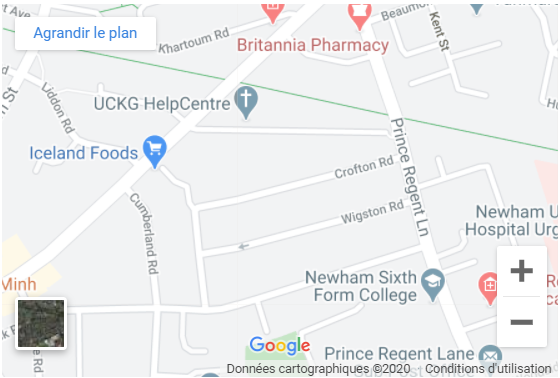 Agrandir le plan
Khartoum Rd
Beaumo
Kent St
Britannia Pharmacy
UCKG HelpCentre
Uddon Rd
Prince Regent Ln
Iceland Foods
Crofton Rd
Cumberland Rd
Wigston Rd
Newham U
Hospital Urg
Minh
Newham Sixth
Form College
Google
Prince Regent Lane
Données cartographiques ©2020
Conditions d'utilisation